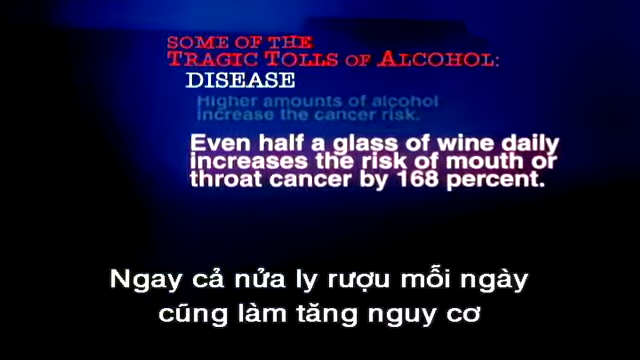 SOME OF THE
TRAGIC TOLLS OF ALCOHOL:
DISEASE
Higher amounts of alcohol
increase the cancer risk.
Even half a glass of wine daily
increases the risk of mouth or
throat cancer by 168 percent.
Ngay cả nửa ly rượu mỗi ngày
cũng làm tăng nguy cơ